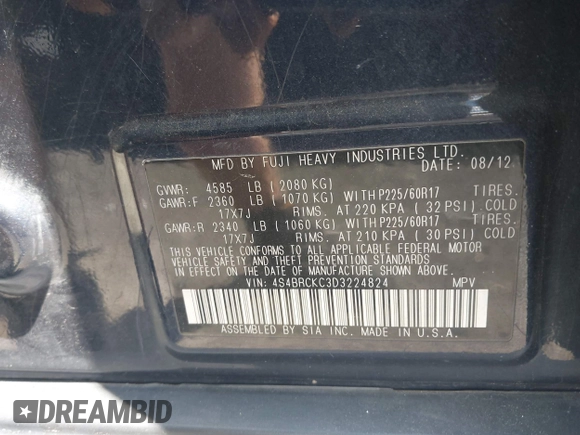 MFD BY FUJI HEAVY INDUSTRIES LTD.
DATE: 08/12
GVWR: 4585 LB (2080 KG)
GAWR:F 2360 LB (1070 KG) WITH P225/60R17 TIRES.
17X7J RIMS. AT 220 KPA (32 PSI) COLD
GAWR:R 2340 LB (1060 KG) WITH P225/60R17 TIRES.
17X7J RIMS. AT 210 KPA (30 PSI) COLD
THIS VEHICLE CONFORMS TO ALL APPLICABLE FEDERAL MOTOR
VEHICLE SAFETY AND THEFT PREVENTION STANDARDS
IN EFFECT ON THE DATE OF MANUFACTURE SHOWN ABOVE.
VIN: 4S4BRCKC3D3224824 MPV
ASSEMBLED BY SIA INC. MADE IN U.S.A.
DREAMBID